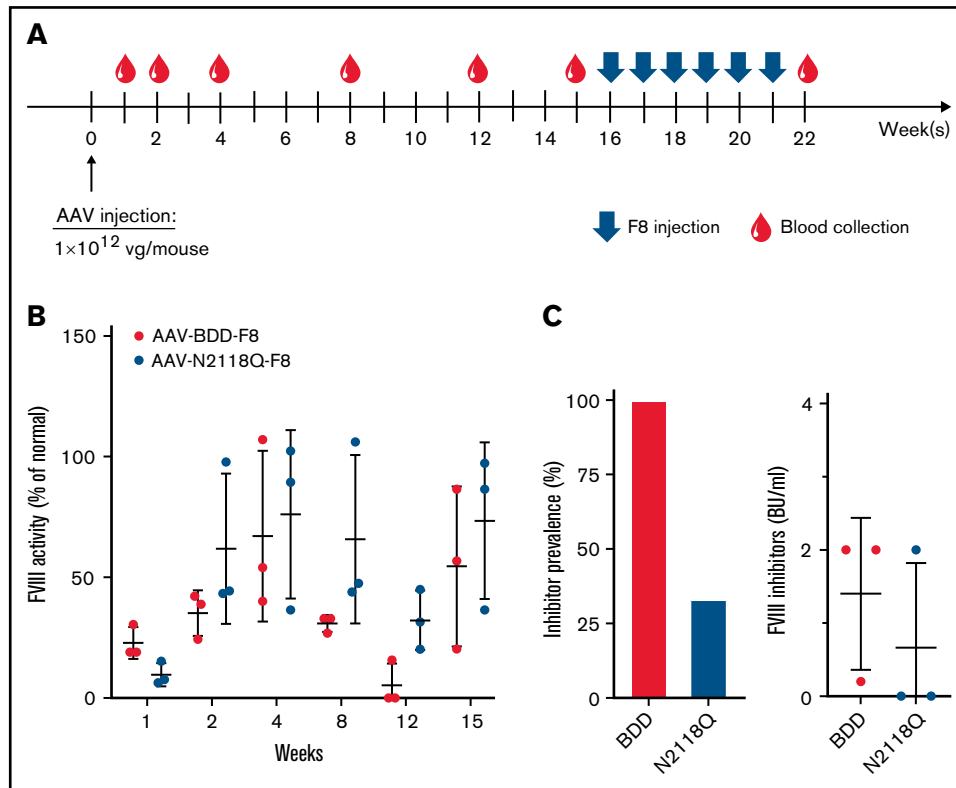 A
0
2
4
6
8
10
12
14
16
18
20
22
Week(s)
AAV injection:
1×10¹² vg/mouse
F8 injection
Blood collection
B
AAV-BDD-F8
AAV-N2118Q-F8
FVIII activity (% of normal)
150
100
50
0
1
2
4
8
12
15
Weeks
C
Inhibitor prevalence (%)
100
75
50
25
0
BDD
N2118Q
FVIII inhibitors (BU/ml)
4
2
0
BDD
N2118Q